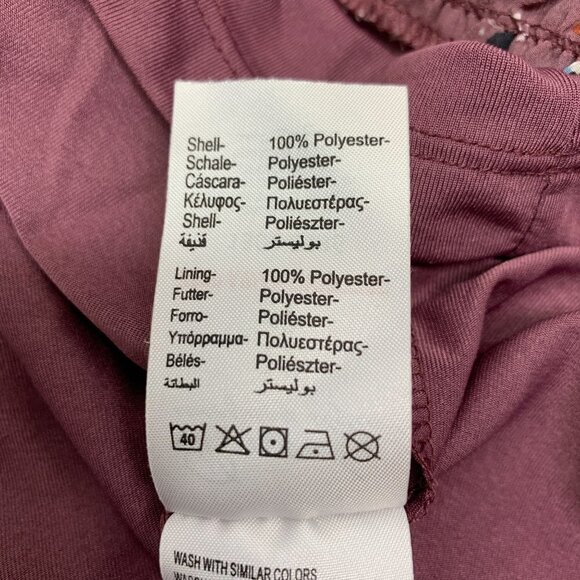 Shell- 100% Polyester-
Schale- Polyester-
Cáscara- Poliéster-
Κέλυφος- Πολυεστέρας-
Shell- Poliészter-
قذيفة بوليستر
Lining- 100% Polyester-
Futter- Polyester-
Forro- Poliéster-
Υπόρραμμα- Πολυεστέρας-
Bélés- Poliészter-
البطانة بوليستر
40
WASH WITH SIMILAR COLORS